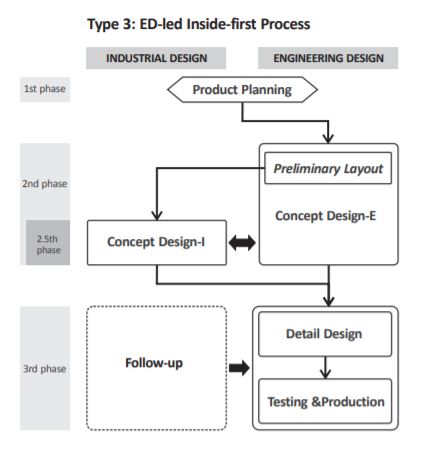 Type 3: ED-led Inside-first Process
INDUSTRIAL DESIGN
ENGINEERING DESIGN
1st phase
Product Planning
2nd phase
Preliminary Layout
Concept Design-E
2.5th
phase
Concept Design-I
3rd phase
Follow-up
Detail Design
Testing &Production